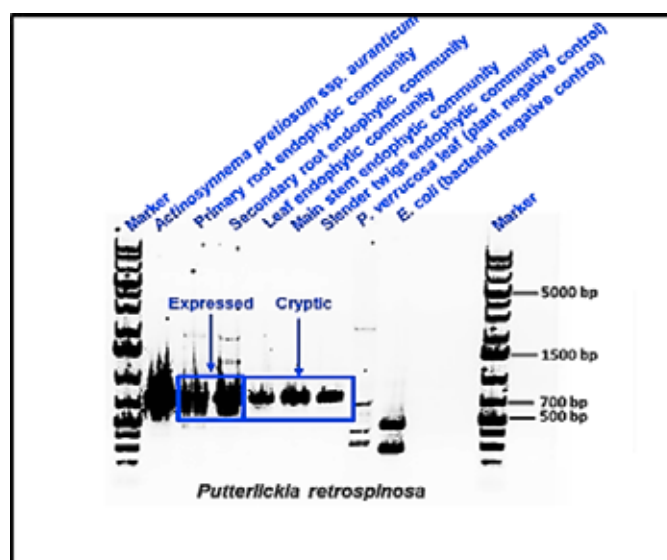 Marker
Actinosynnema pretiosum ssp. auranticum
Primary root endophytic community
Secondary root endophytic community
Leaf endophytic community
Main stem endophytic community
Slender twigs endophytic community
P. verrucosa leaf (plant negative control)
E. coli (bacterial negative control)
Marker
Expressed
Cryptic
5000 bp
1500 bp
700 bp
500 bp
Putterlickia retrospinosa